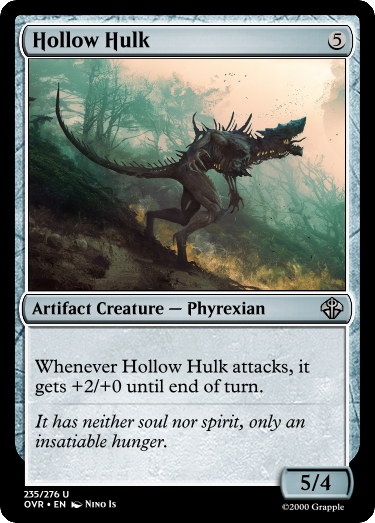 Hollow Hulk 5
Artifact Creature — Phyrexian
Whenever Hollow Hulk attacks, it
gets +2/+0 until end of turn.
It has neither soul nor spirit, only an
insatiable hunger.
5/4
235/276 U
OVR • EN Nino Is
©2000 Grapple